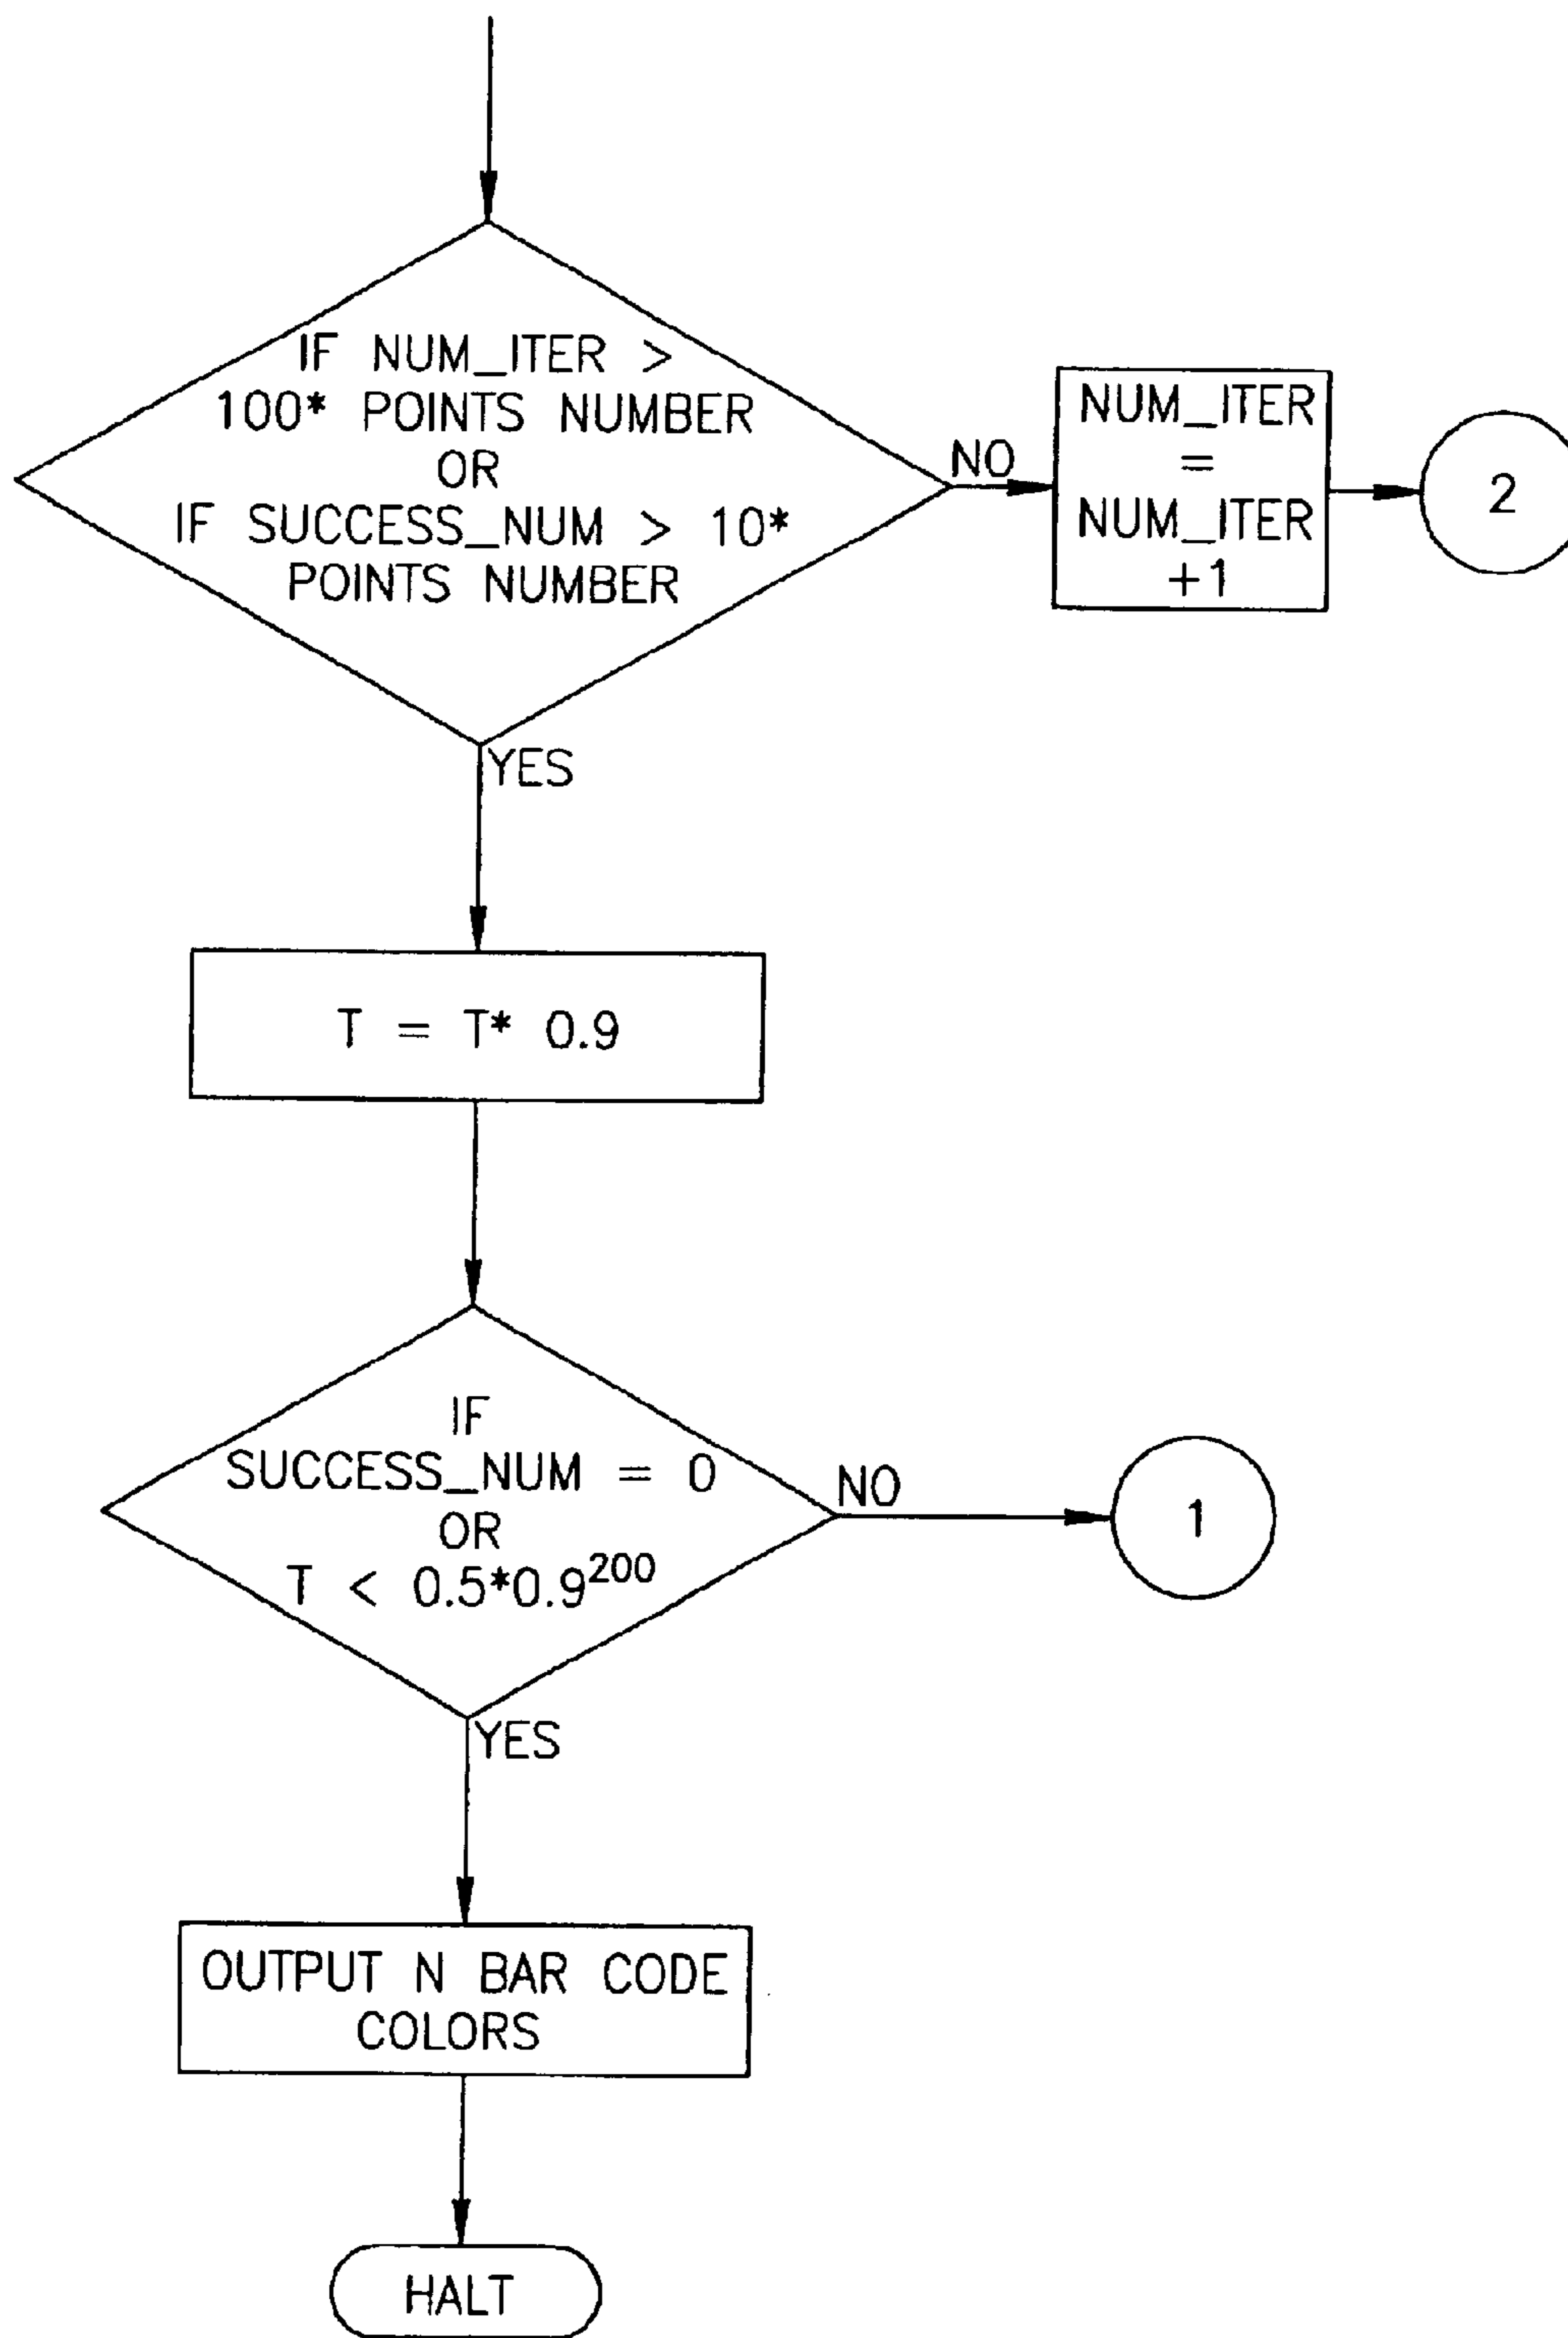 IF NUM_ITER >
100* POINTS NUMBER
OR
IF SUCCESS_NUM > 10*
POINTS NUMBER
NO
NUM_ITER
=
NUM_ITER
+1
2
YES
T = T* 0.9
IF
SUCCESS_NUM = 0
OR
T < 0.5*0.9²⁰⁰
NO
1
YES
OUTPUT N BAR CODE
COLORS
HALT